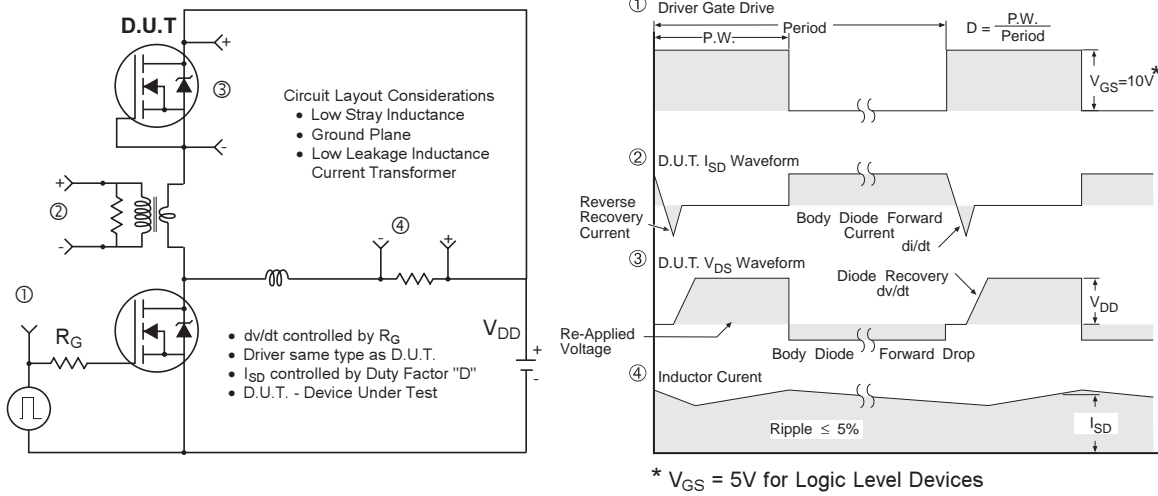 D.U.T
+
③
-
Circuit Layout Considerations
• Low Stray Inductance
• Ground Plane
• Low Leakage Inductance
Current Transformer
+
②
-
④
- +
①
R_G
V_DD
+
-
• dv/dt controlled by R_G
• Driver same type as D.U.T.
• I_SD controlled by Duty Factor "D"
• D.U.T. - Device Under Test
① Driver Gate Drive
P.W.
Period
D = P.W. / Period
V_GS=10V *
② D.U.T. I_SD Waveform
Reverse
Recovery
Current
Body Diode Forward
Current
di/dt
③ D.U.T. V_DS Waveform
Diode Recovery
dv/dt
V_DD
Re-Applied
Voltage
Body Diode Forward Drop
④ Inductor Curent
Ripple ≤ 5%
I_SD
* V_GS = 5V for Logic Level Devices